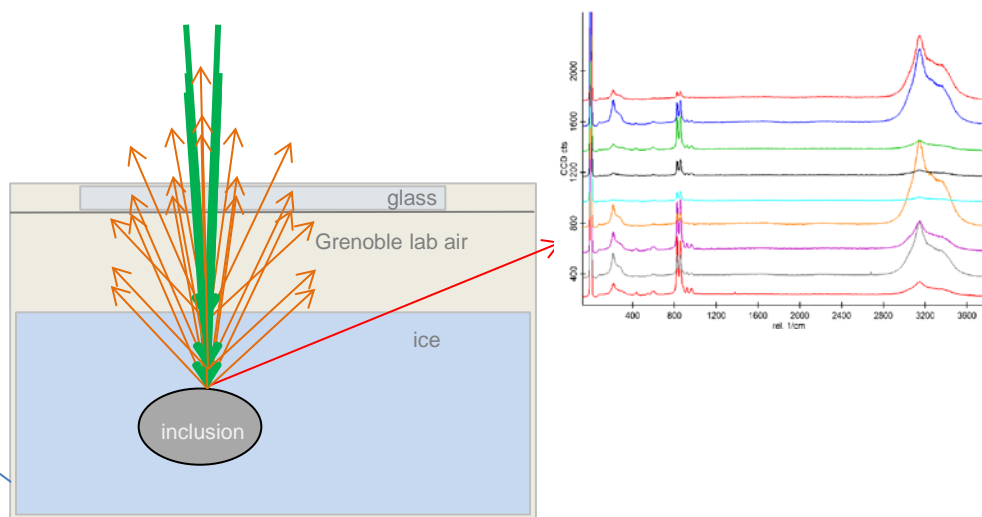 glass
Grenoble lab air
ice
inclusion
CCD cts
2000
1600
1200
800
400
400 800 1200 1600 2000 2400 2800 3200 3600
rel. 1/cm